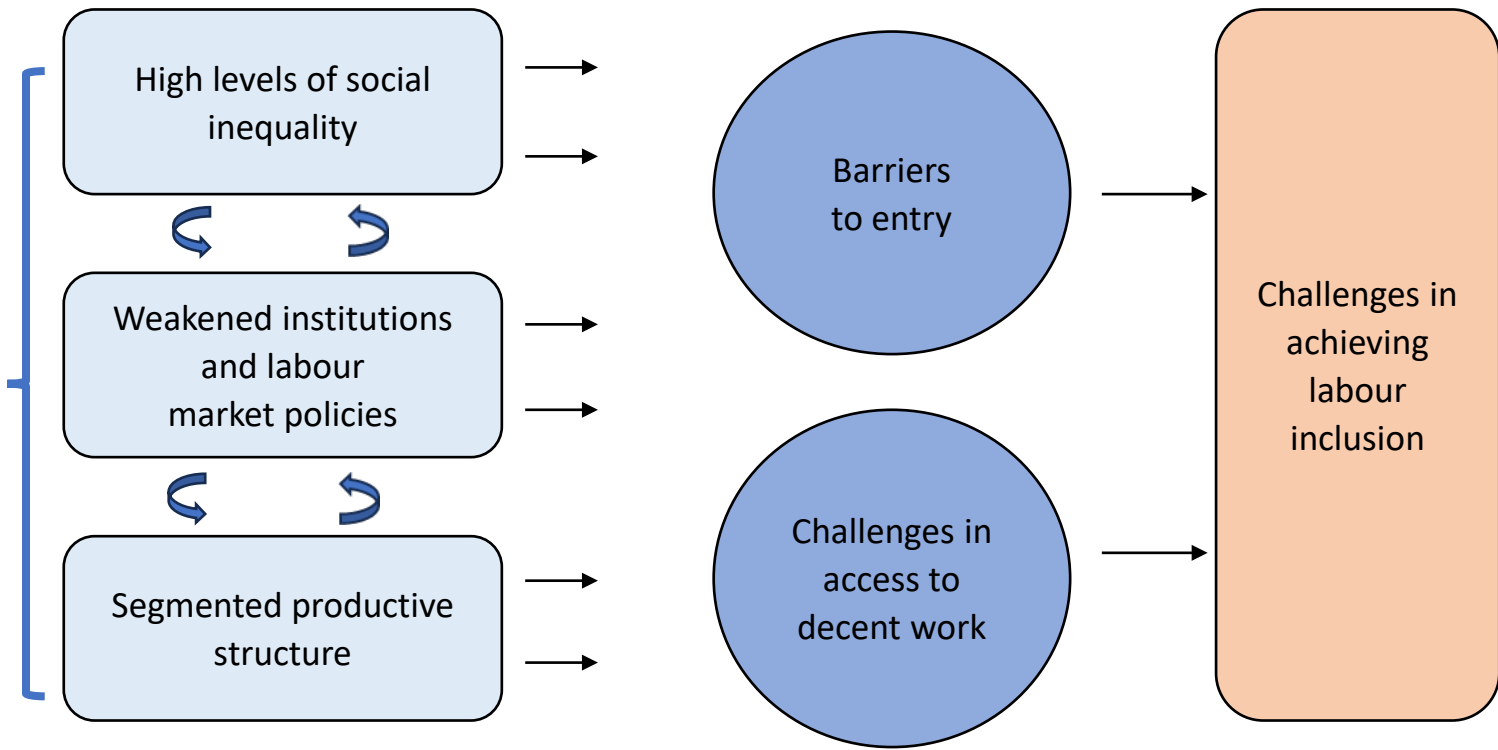 High levels of social
inequality
Weakened institutions
and labour
market policies
Segmented productive
structure
Barriers
to entry
Challenges in
access to
decent work
Challenges in
achieving
labour
inclusion